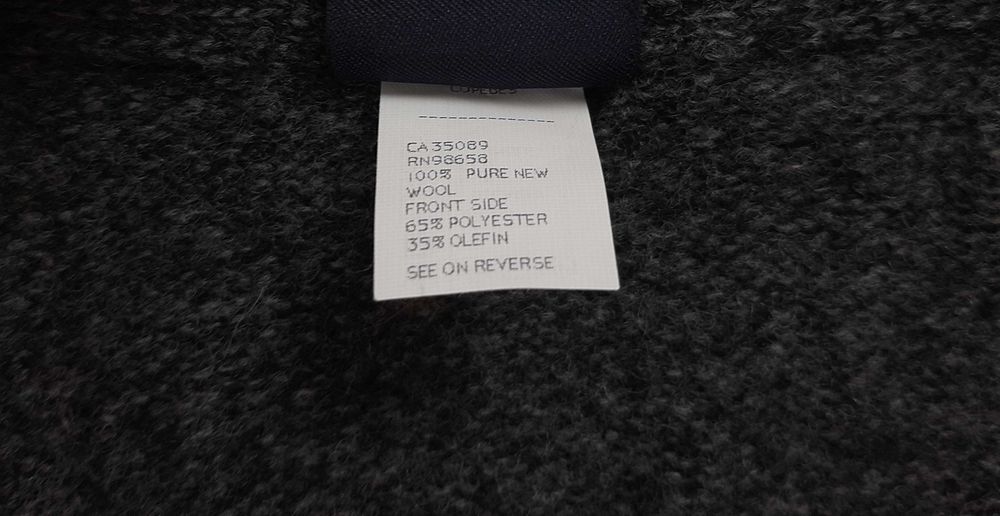 --------------
CA35089
RN98658
100% PURE NEW
WOOL
FRONT SIDE
65% POLYESTER
35% OLEFIN
SEE ON REVERSE